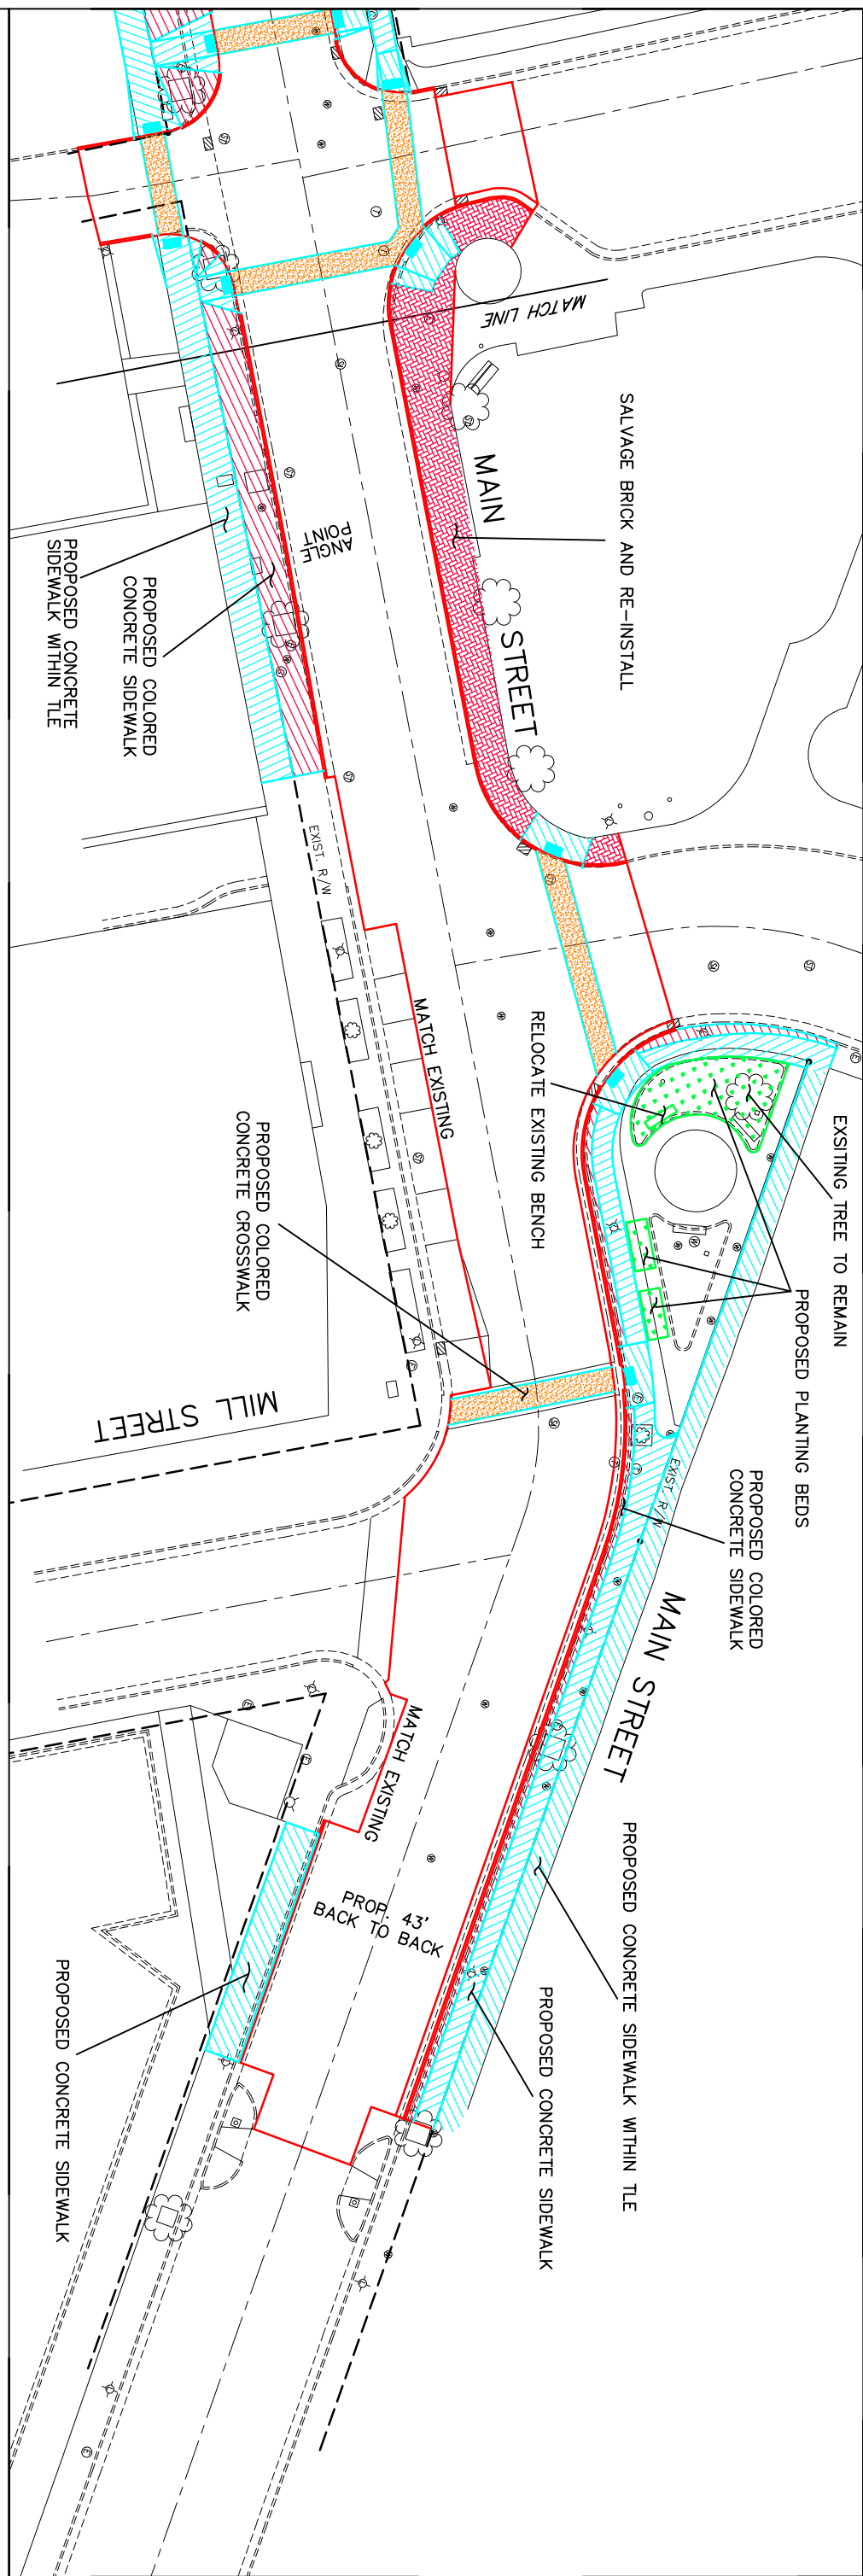 MATCH LINE
SALVAGE BRICK AND RE-INSTALL
MAIN
STREET
ANGLE
POINT
PROPOSED COLORED
CONCRETE SIDEWALK
PROPOSED CONCRETE
SIDEWALK WITHIN TLE
EXIST. R/W
MATCH EXISTING
RELOCATE EXISTING BENCH
EXSITING TREE TO REMAIN
PROPOSED PLANTING BEDS
PROPOSED COLORED
CONCRETE CROSSWALK
MILL STREET
EXIST. R/W
PROPOSED COLORED
CONCRETE SIDEWALK
MAIN STREET
MATCH EXISTING
PROP. 43'
BACK TO BACK
PROPOSED CONCRETE SIDEWALK WITHIN TLE
PROPOSED CONCRETE SIDEWALK
PROPOSED CONCRETE SIDEWALK